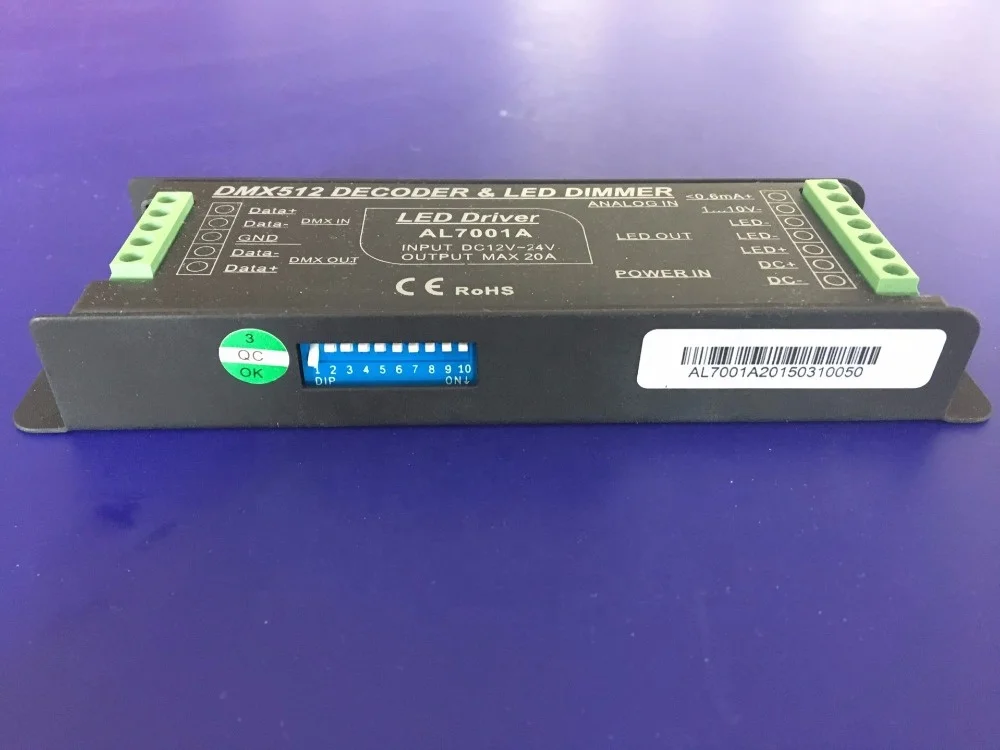 DMX512 DECODER & LED DIMMER
Data+
Data-
GND
Data-
Data+
DMX IN
DMX OUT
LED Driver
AL7001A
INPUT DC12V-24V
OUTPUT MAX 20A
CE RoHS
ANALOG IN
LED OUT
POWER IN
<0.6mA+
1...10V-
LED-
LED-
LED+
DC+
DC-
3
QC
OK
1 2 3 4 5 6 7 8 9 10
DIP ON↓
AL7001A20150310050